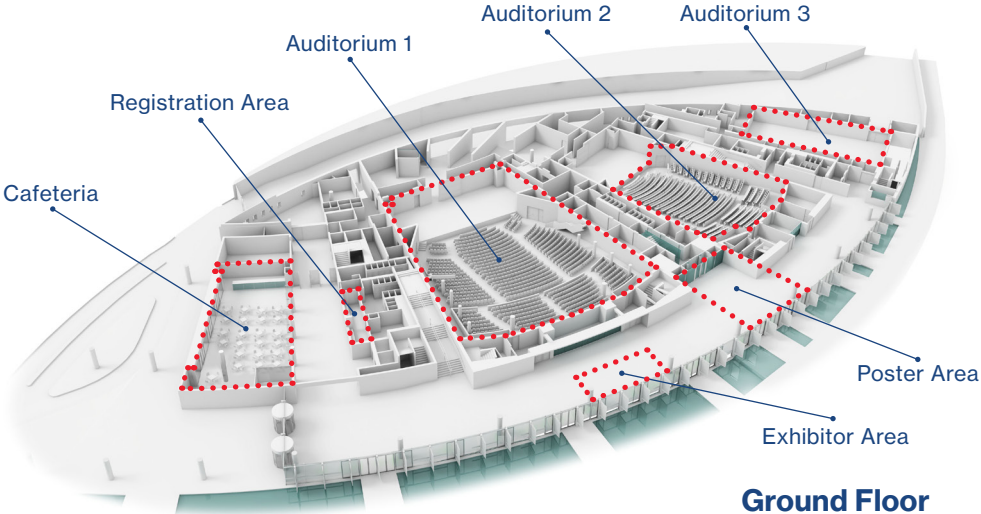 Auditorium 2
Auditorium 3
Auditorium 1
Registration Area
Cafeteria
Poster Area
Exhibitor Area
Ground Floor